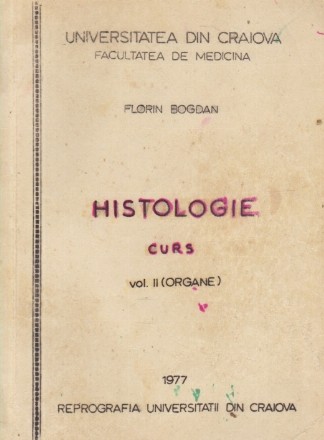 UNIVERSITATEA DIN CRAIOVA
FACULTATEA DE MEDICINA
FLORIN BOGDAN
HISTOLOGIE
CURS
vol. II (ORGANE)
1977
REPROGRAFIA UNIVERSITATII DIN CRAIOVA